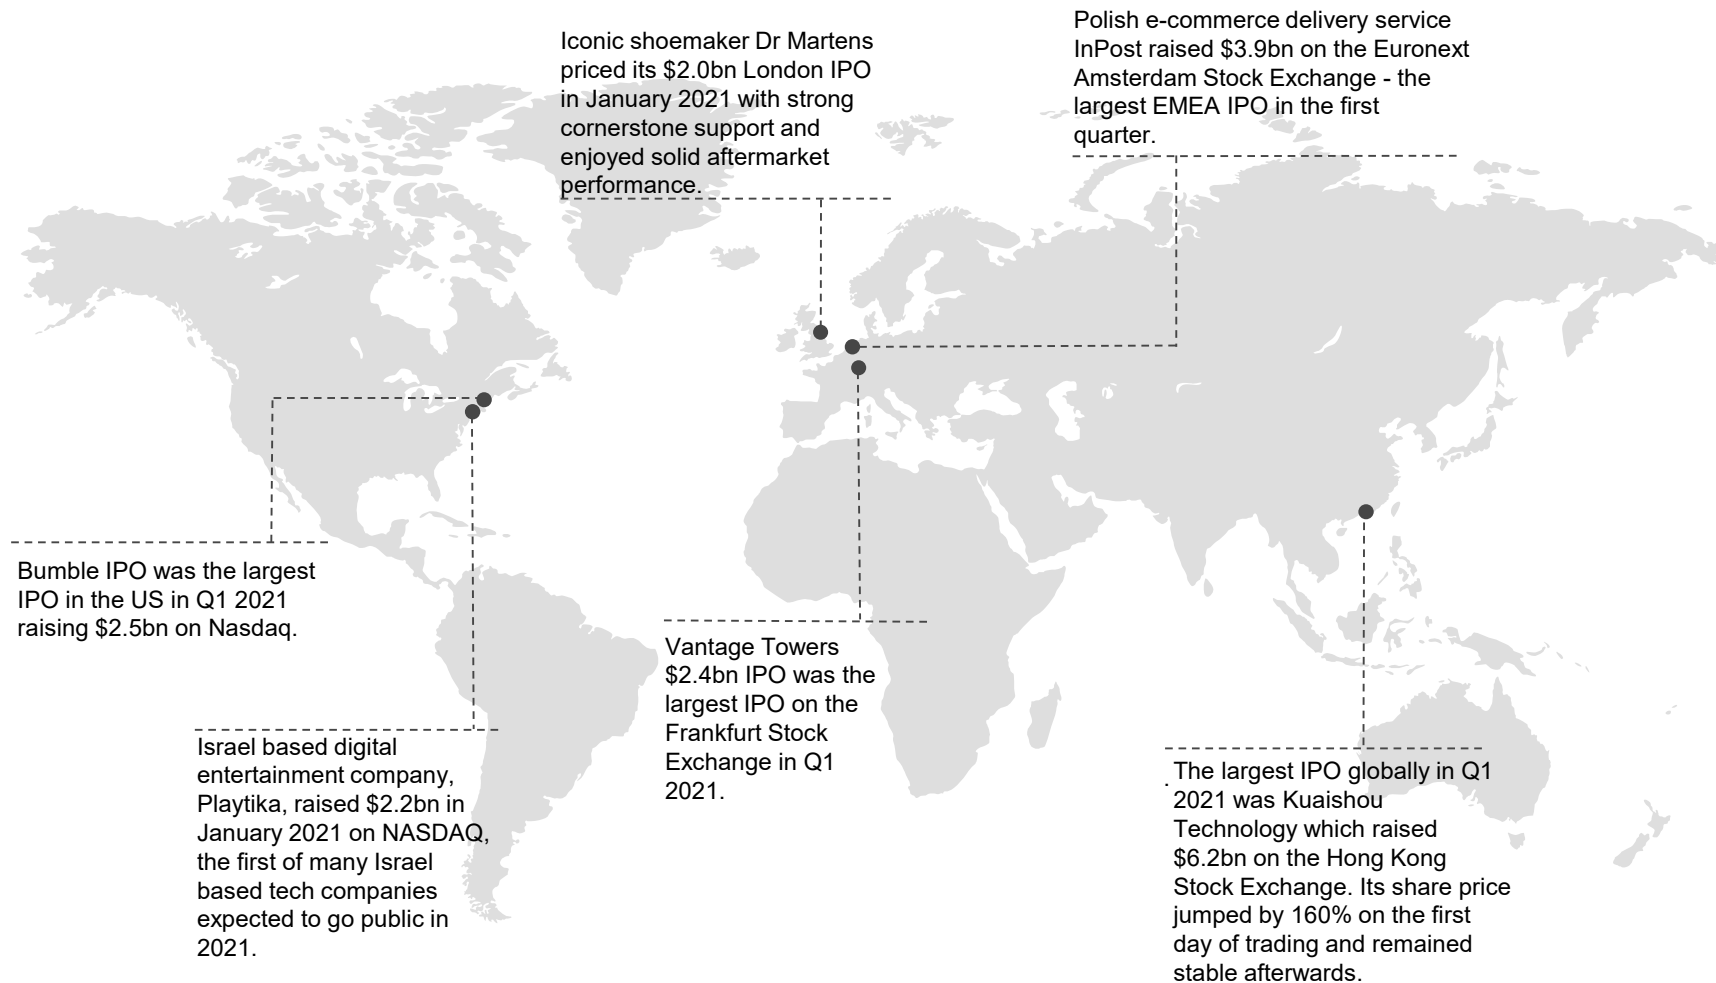 Iconic shoemaker Dr Martens
priced its $2.0bn London IPO
in January 2021 with strong
cornerstone support and
enjoyed solid aftermarket
performance.
Polish e-commerce delivery service
InPost raised $3.9bn on the Euronext
Amsterdam Stock Exchange - the
largest EMEA IPO in the first
quarter.
Bumble IPO was the largest
IPO in the US in Q1 2021
raising $2.5bn on Nasdaq.
Israel based digital
entertainment company,
Playtika, raised $2.2bn in
January 2021 on NASDAQ,
the first of many Israel
based tech companies
expected to go public in
2021.
Vantage Towers
$2.4bn IPO was the
largest IPO on the
Frankfurt Stock
Exchange in Q1
2021.
.
The largest IPO globally in Q1
2021 was Kuaishou
Technology which raised
$6.2bn on the Hong Kong
Stock Exchange. Its share price
jumped by 160% on the first
day of trading and remained
stable afterwards.